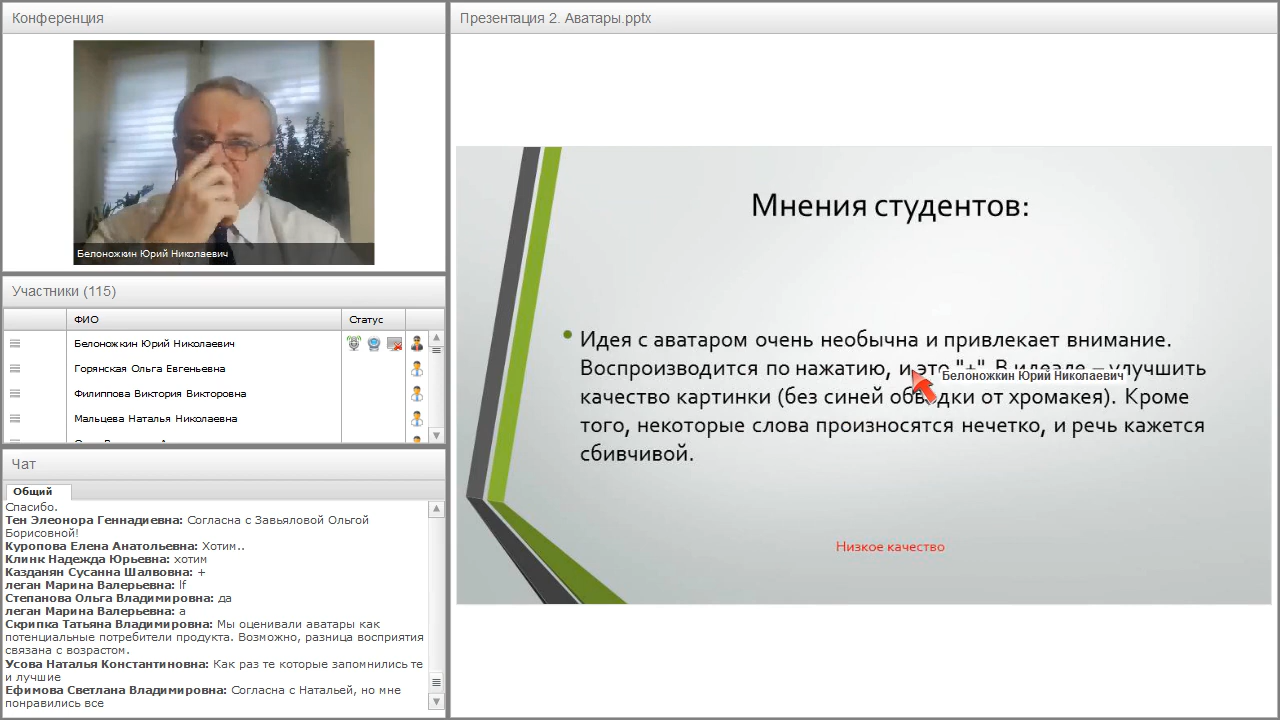 Конференция
Белоножкин Юрий Николаевич
Участники (115)
ФИО Статус
Белоножкин Юрий Николаевич
Горянская Ольга Евгеньевна
Филиппова Виктория Викторовна
Мальцева Наталья Николаевна
Чат
Общий
Спасибо.
Тен Элеонора Геннадиевна: Согласна с Завьяловой Ольгой
Борисовной!
Куропова Елена Анатольевна: Хотим..
Клинк Надежда Юрьевна: хотим
Казданян Сусанна Шалвовна: +
леган Марина Валерьевна: lf
Степанова Ольга Владимировна: да
леган Марина Валерьевна: а
Скрипка Татьяна Владимировна: Мы оценивали аватары как
потенциальные потребители продукта. Возможно, разница восприятия
связана с возрастом.
Усова Наталья Константиновна: Как раз те которые запомнились те
и лучшие
Ефимова Светлана Владимировна: Согласна с Натальей, но мне
понравились все
Презентация 2. Аватары.pptx
Мнения студентов:
Идея с аватаром очень необычна и привлекает внимание.
Воспроизводится по нажатию, и это "+". В идеале – улучшить
Белоножкин Юрий Николаевич
качество картинки (без синей обводки от хромакея). Кроме
того, некоторые слова произносятся нечетко, и речь кажется
сбивчивой.
Низкое качество